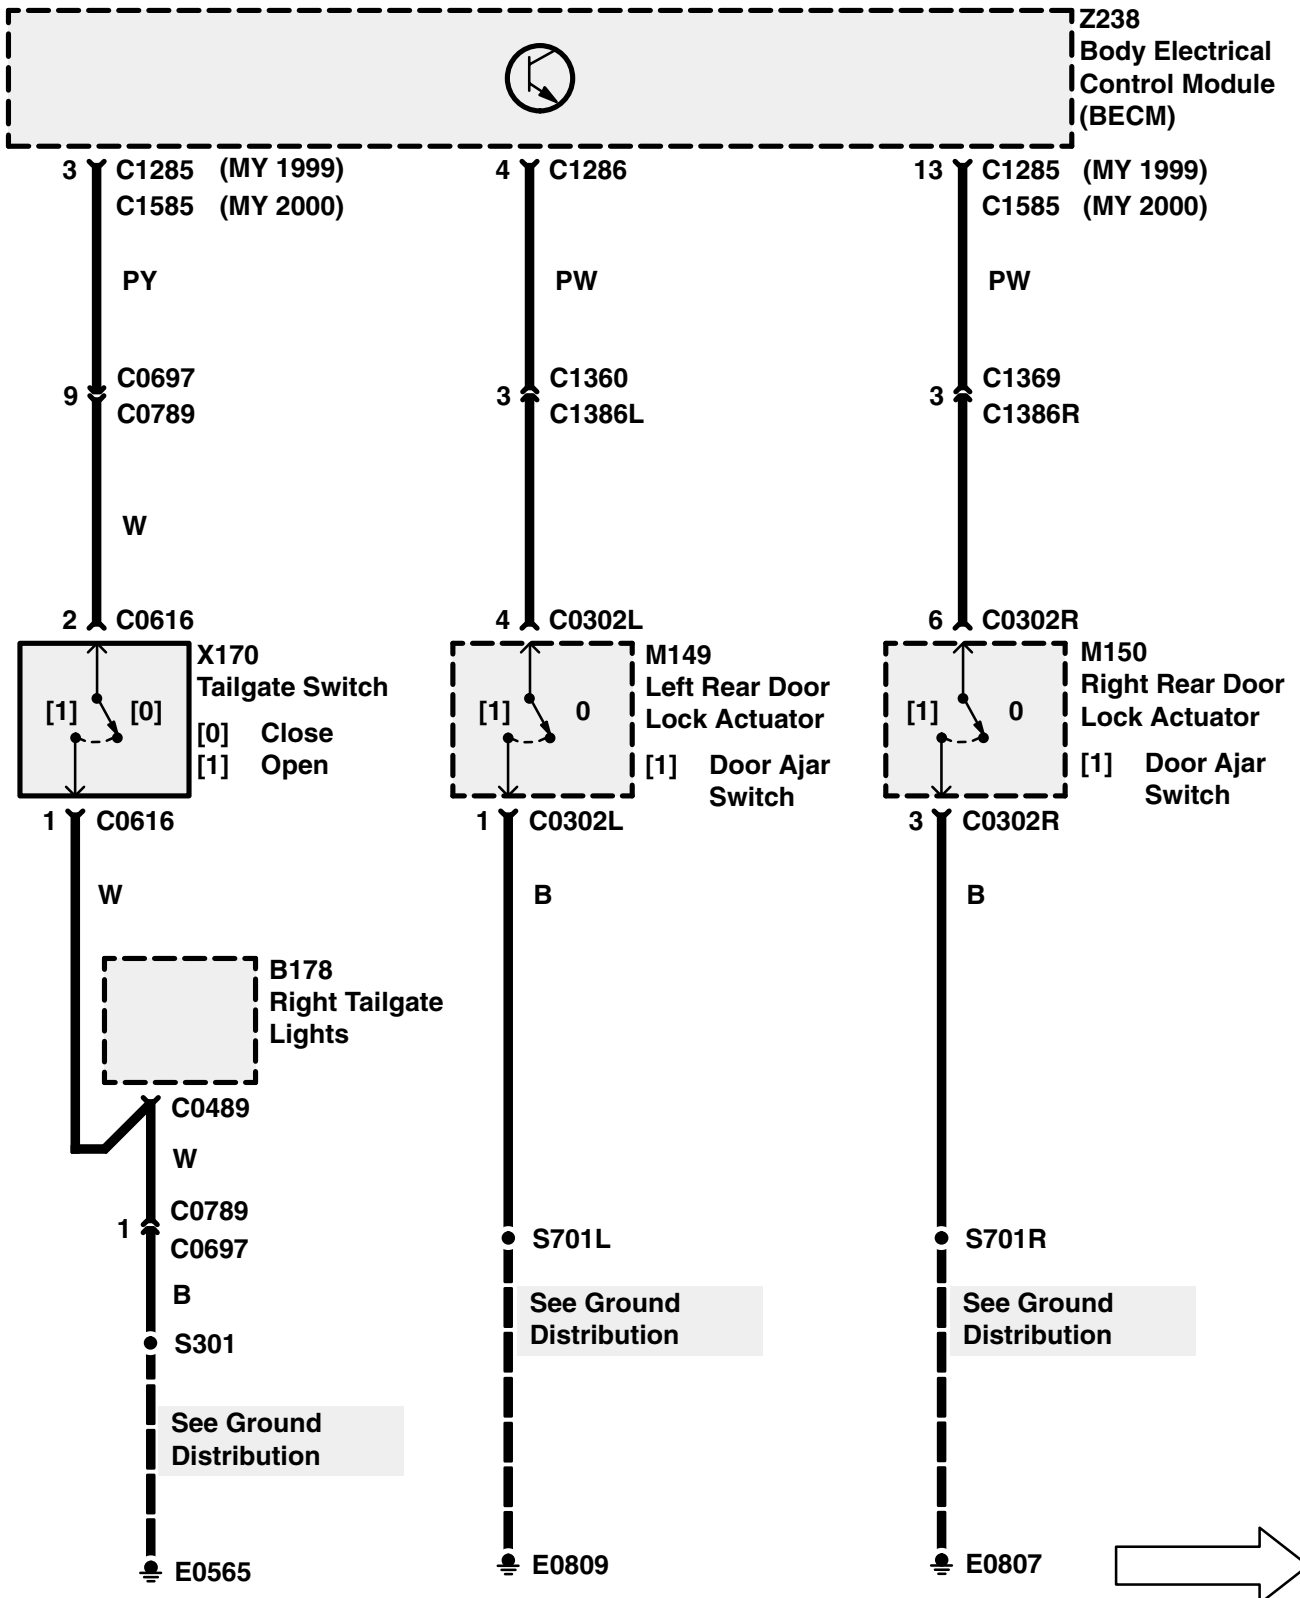 Z238
Body Electrical
Control Module
(BECM)
3 C1285 (MY 1999)
C1585 (MY 2000)
4 C1286
13 C1285 (MY 1999)
C1585 (MY 2000)
PY
PW
PW
9 C0697
C0789
3 C1360
C1386L
3 C1369
C1386R
W
2 C0616
4 C0302L
6 C0302R
[1] [0]
X170
Tailgate Switch
[0] Close
[1] Open
[1] 0
M149
Left Rear Door
Lock Actuator
[1] Door Ajar
Switch
[1] 0
M150
Right Rear Door
Lock Actuator
[1] Door Ajar
Switch
1 C0616
1 C0302L
3 C0302R
W
B
B
B178
Right Tailgate
Lights
C0489
W
1 C0789
C0697
B
S301
S701L
S701R
See Ground
Distribution
See Ground
Distribution
See Ground
Distribution
E0565
E0809
E0807